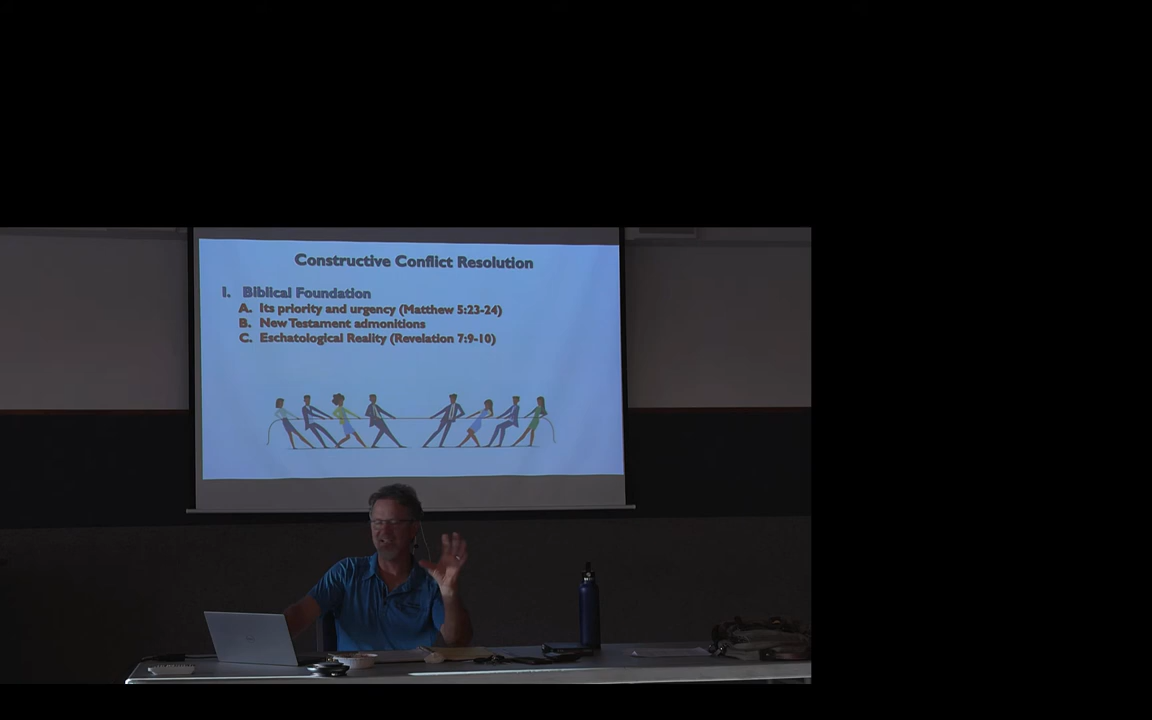 Constructive Conflict Resolution
I. Biblical Foundation
A. Its priority and urgency (Matthew 5:23-24)
B. New Testament admonitions
C. Eschatological Reality (Revelation 7:9-10)